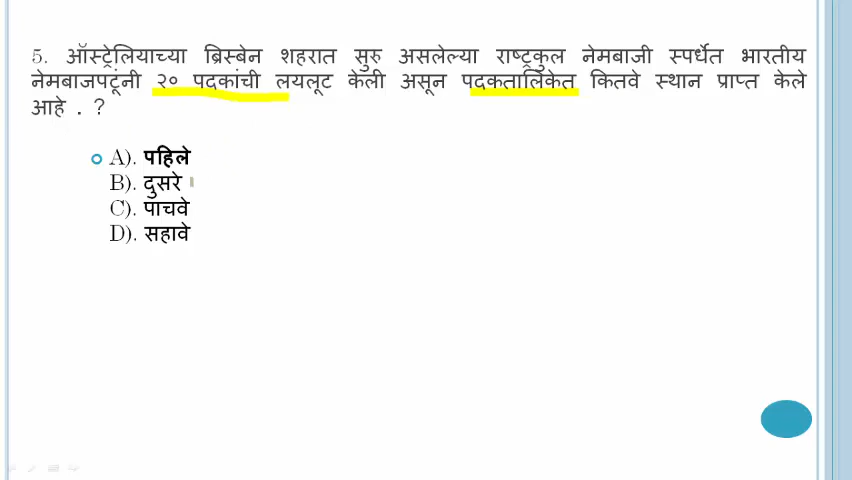 5. ऑस्ट्रेलियाच्या ब्रिस्बेन शहरात सुरु असलेल्या राष्ट्रकुल नेमबाजी स्पर्धेत भारतीय
नेमबाजपटूंनी २० पदकांची लयलूट केली असून पदकतालिकेत कितवे स्थान प्राप्त केले
आहे . ?
A). पहिले
B). दुसरे
C). पाचवे
D). सहावे